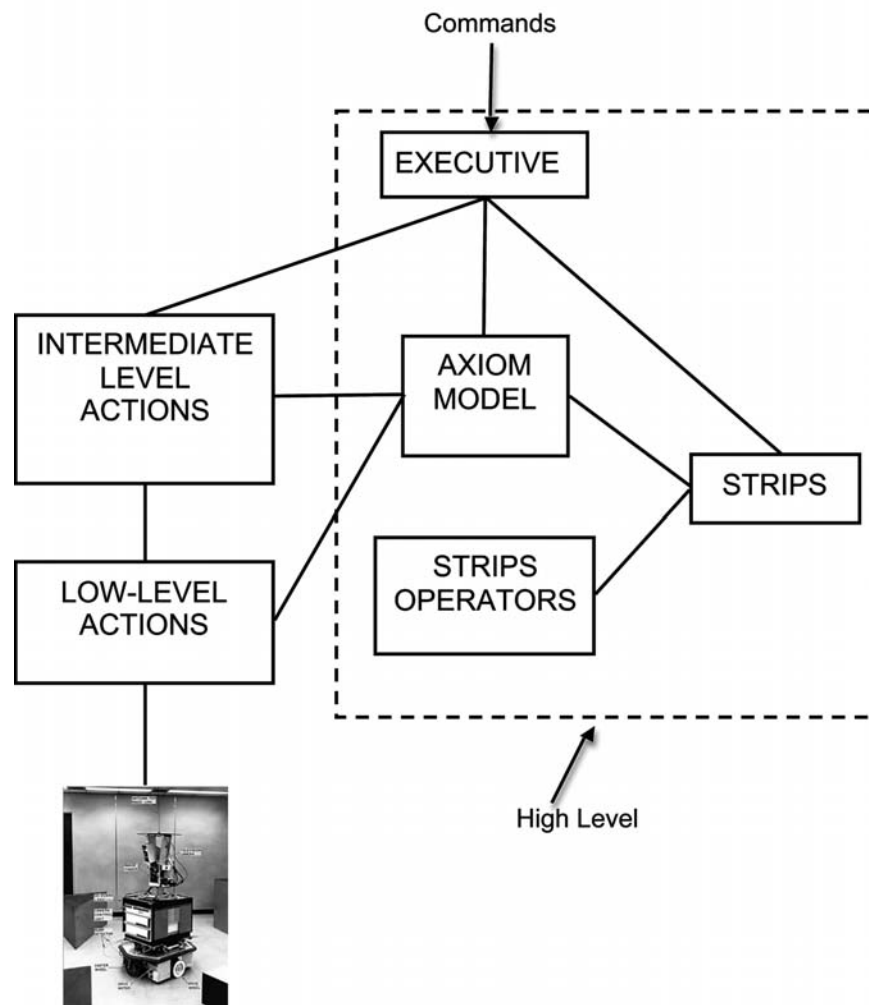 Commands
EXECUTIVE
INTERMEDIATE
LEVEL
ACTIONS
AXIOM
MODEL
STRIPS
LOW-LEVEL
ACTIONS
STRIPS
OPERATORS
High Level